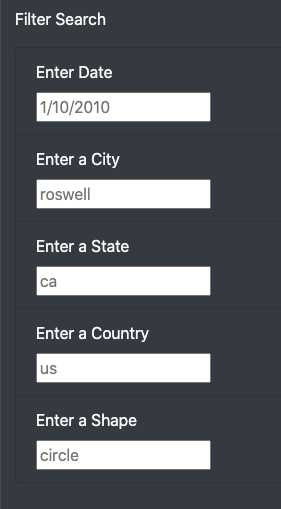 Filter Search
Enter Date
1/10/2010
Enter a City
roswell
Enter a State
ca
Enter a Country
us
Enter a Shape
circle